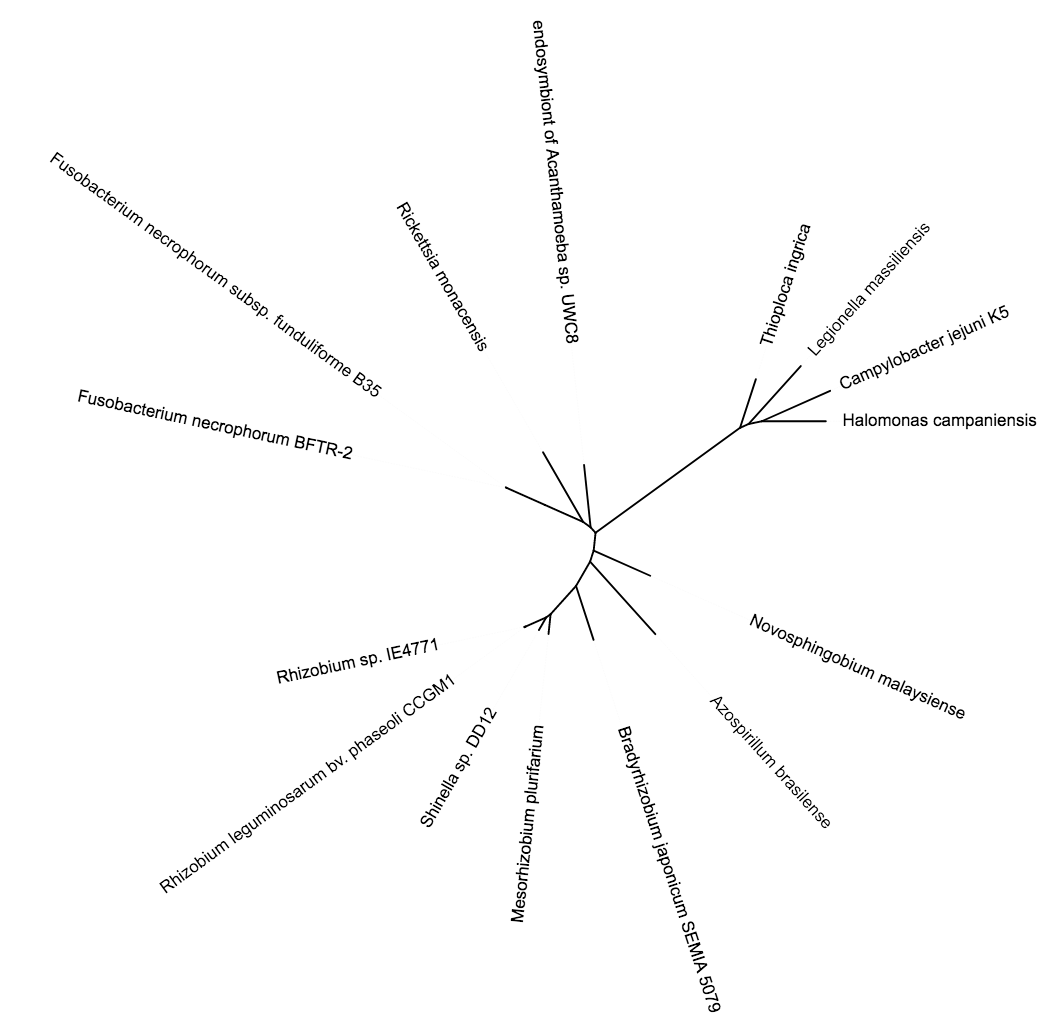 endosymbiont of Acanthamoeba sp. UWC8
Fusobacterium necrophorum subsp. funduliforme B35
Rickettsia monacensis
Thioploca ingrica
Legionella massiliensis
Campylobacter jejuni K5
Fusobacterium necrophorum BFTR-2
Halomonas campaniensis
Novosphingobium malaysiense
Rhizobium sp. IE4771
Rhizobium leguminosarum bv. phaseoli CCGM1
Azospirillum brasilense
Shinella sp. DD12
Mesorhizobium plurifarium
Bradyrhizobium japonicum SEMIA 5079